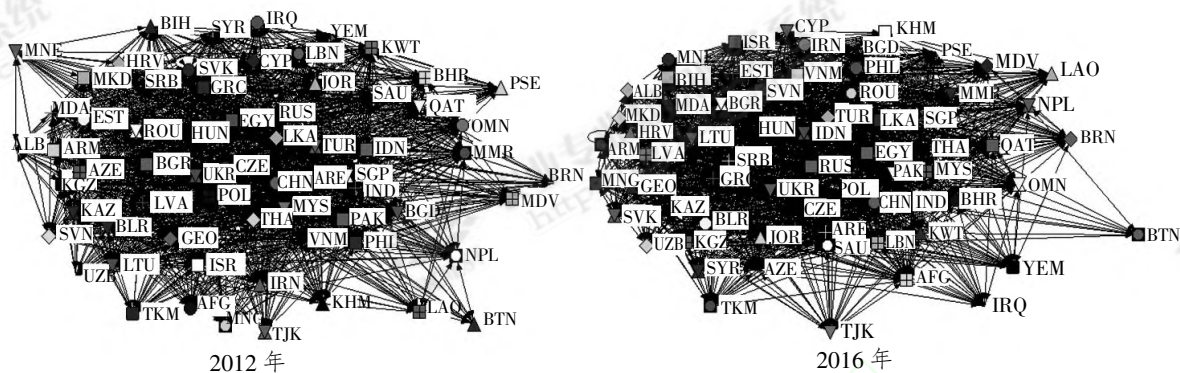 BIH SYR IRQ YEM
MNE HRV SVK CYP LBN KWT
MKD SRB GRC JOR SAU BHR PSE
MDA EST EGY RUS QAT
ALB ROU HUN LKA TUR IDN OMN
ARM AZE BGR UKR CZE CHN ARE SGP IND MMR BRN
KGZ KAZ LVA POL MYS MDV
SVN BLR GEO THA VNM PAK BGD PHL NPL
LTU ISR IRN
TKM AFG TJK KHM LAO BTN
2012 年
CYP KHM
MNE ISR IRN BGD PSE MDV LAO
ALB BIH EST VNM PHL
MKD MDA BGR SVN ROU NPL
HRV LTU HUN IDN TUR LKA SGP BRN
ARM LVA SRB RUS EGY THA QAT
MNG GEO GRC UKR POL PAK MYS OMN
SVK KAZ BLR CZE CHN IND BHR
UZB KGZ JOR ARE SAU LBN KWT BTN
SYR AZE AFG YEM
TKM TJK IRQ
2016 年